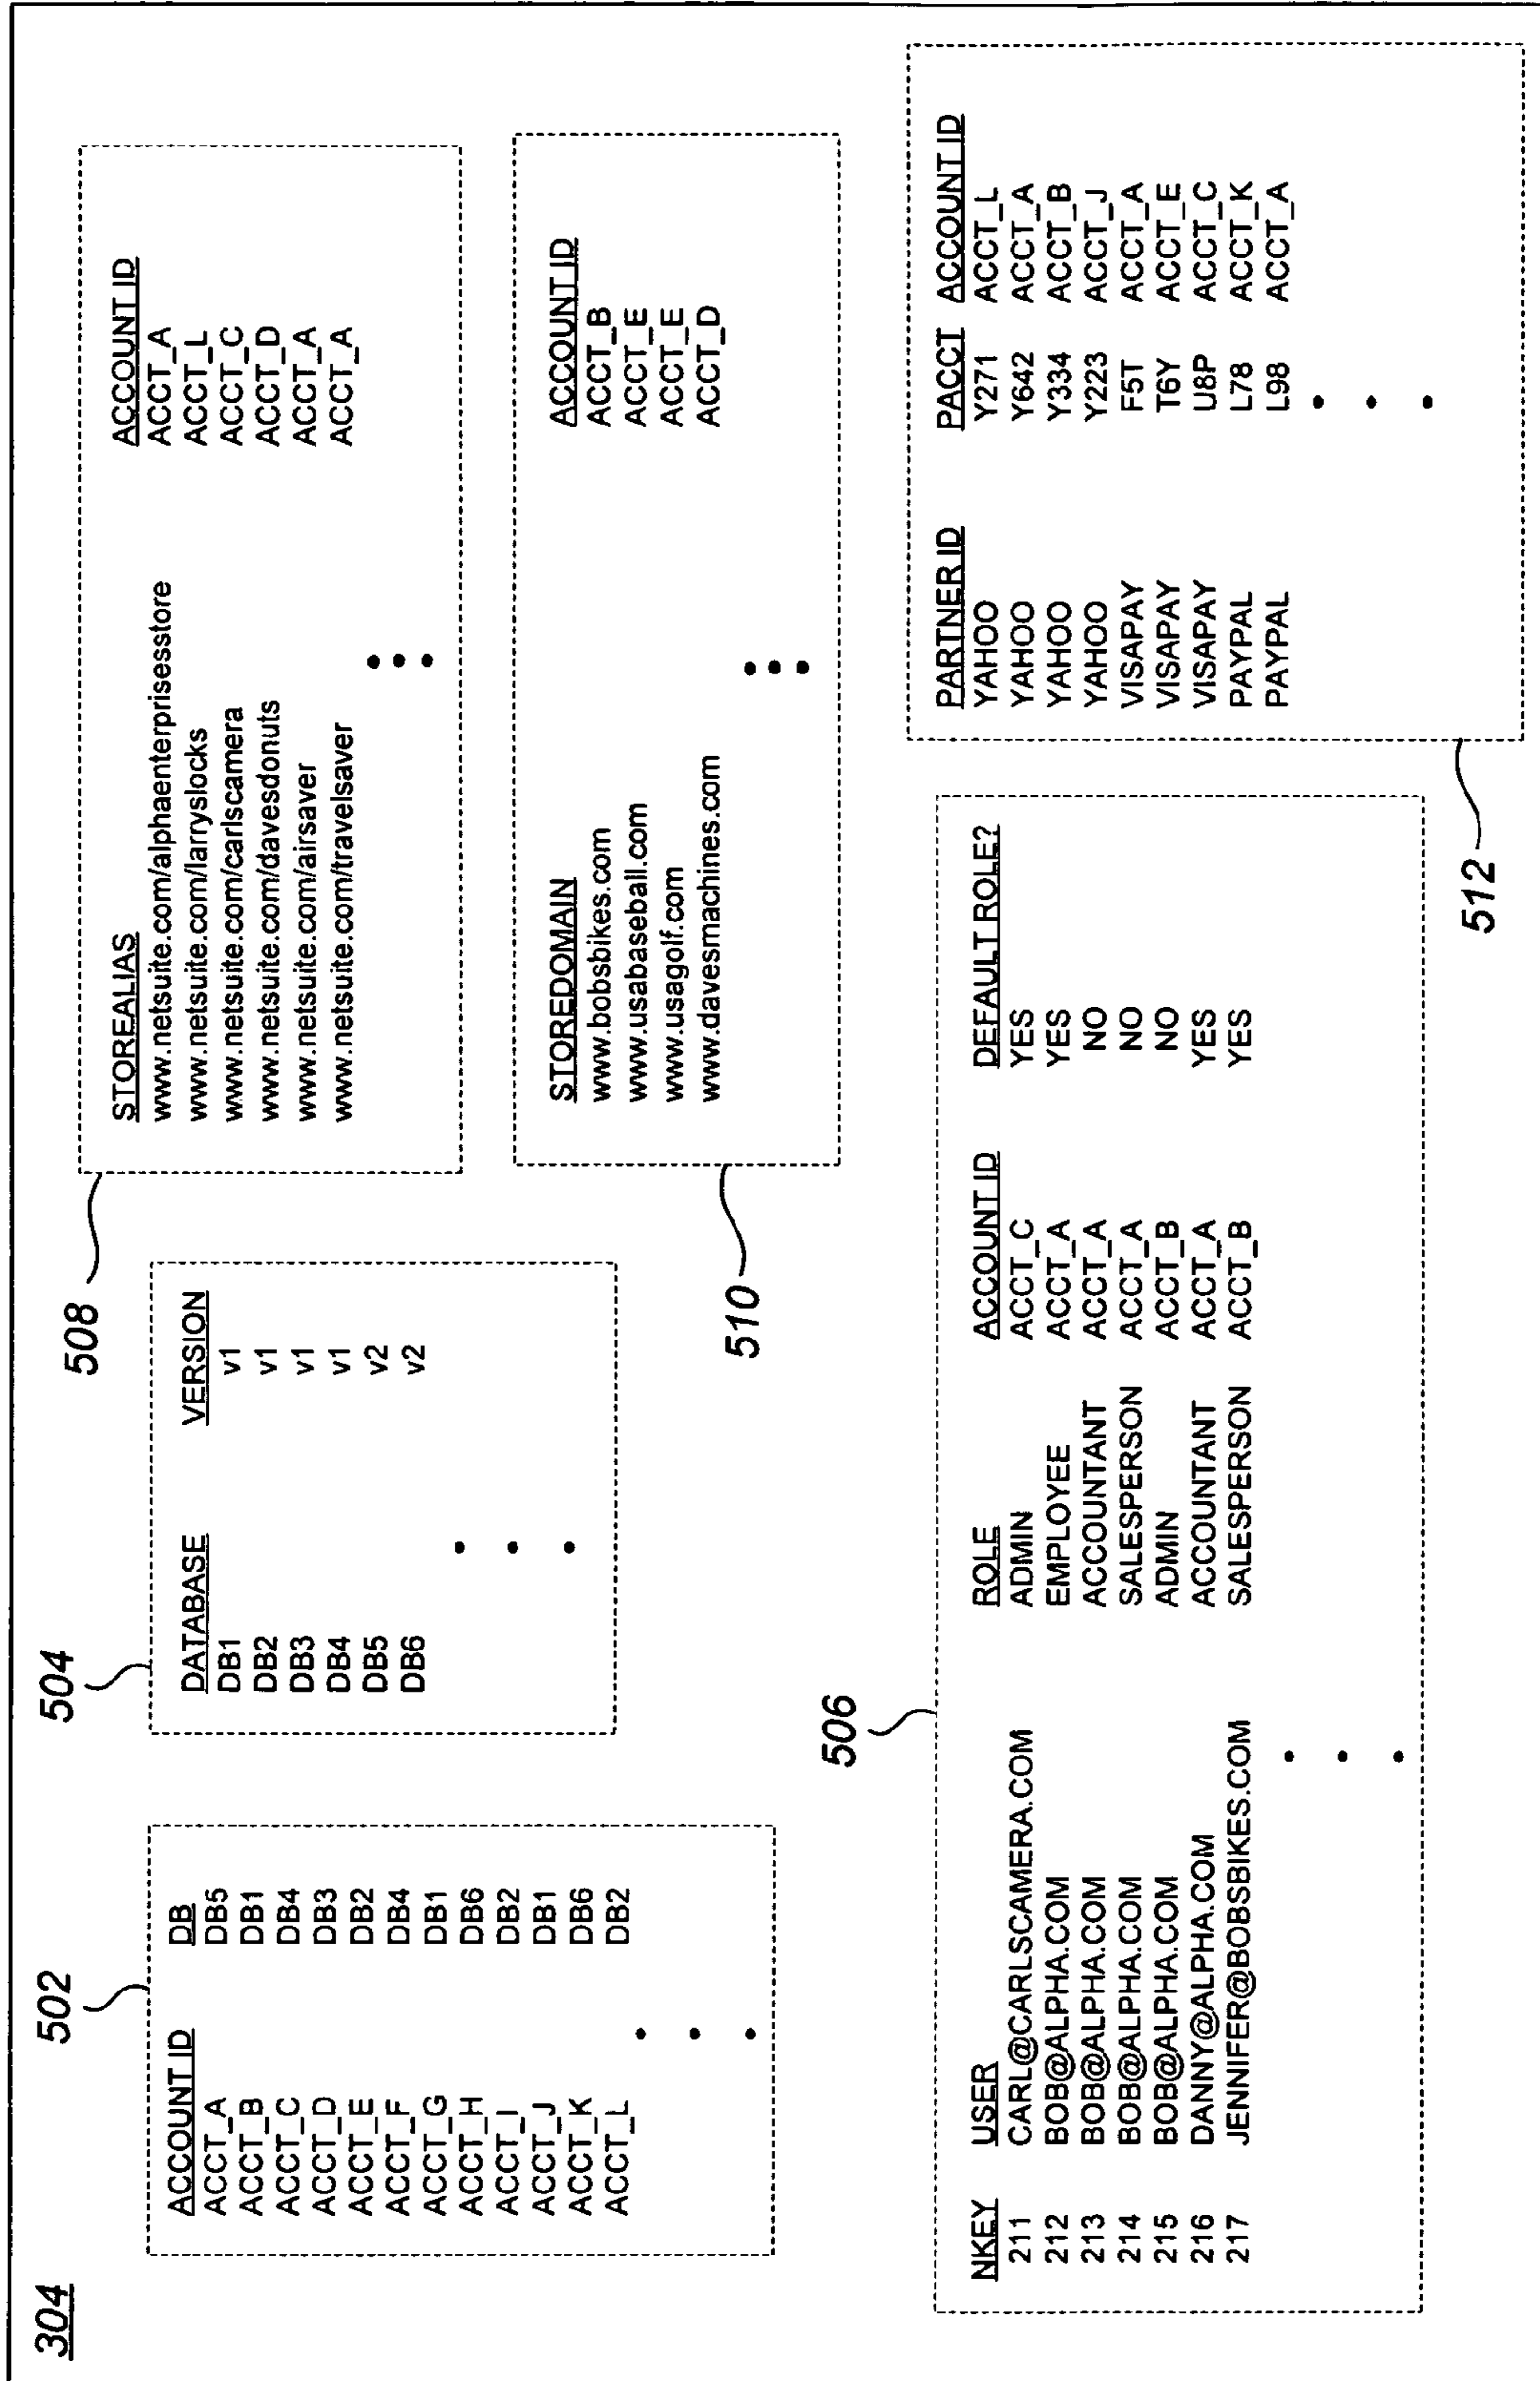 304
502
ACCOUNT ID DB
ACCT_A DB5
ACCT_B DB1
ACCT_C DB4
ACCT_D DB3
ACCT_E DB2
ACCT_F DB4
ACCT_G DB1
ACCT_H DB6
ACCT_I DB2
ACCT_J DB1
ACCT_K DB6
ACCT_L DB2
504
DATABASE VERSION
DB1 v1
DB2 v1
DB3 v1
DB4 v1
DB5 v2
DB6 v2
508
STOREALIAS ACCOUNT ID
www.netsuite.com/alphaenterprisesstore ACCT_A
www.netsuite.com/larryslocks ACCT_L
www.netsuite.com/carlscamera ACCT_C
www.netsuite.com/davesdonuts ACCT_D
www.netsuite.com/airsaver ACCT_A
www.netsuite.com/travelsaver ACCT_A
510
STOREDOMAIN ACCOUNT ID
www.bobsbikes.com ACCT_B
www.usabaseball.com ACCT_E
www.usagolf.com ACCT_E
www.davesmachines.com ACCT_D
506
NKEY USER ROLE ACCOUNT ID DEFAULT ROLE?
211 CARL@CARLSCAMERA.COM ADMIN ACCT_C YES
212 BOB@ALPHA.COM EMPLOYEE ACCT_A YES
213 BOB@ALPHA.COM ACCOUNTANT ACCT_A NO
214 BOB@ALPHA.COM SALESPERSON ACCT_A NO
215 BOB@ALPHA.COM ADMIN ACCT_B NO
216 DANNY@ALPHA.COM ACCOUNTANT ACCT_A YES
217 JENNIFER@BOBSBIKES.COM SALESPERSON ACCT_B YES
512
PARTNER ID PACCT ACCOUNT ID
YAHOO Y271 ACCT_L
YAHOO Y642 ACCT_A
YAHOO Y334 ACCT_B
YAHOO Y223 ACCT_J
VISAPAY F5T ACCT_A
VISAPAY T6Y ACCT_E
VISAPAY U8P ACCT_C
PAYPAL L78 ACCT_K
PAYPAL L98 ACCT_A